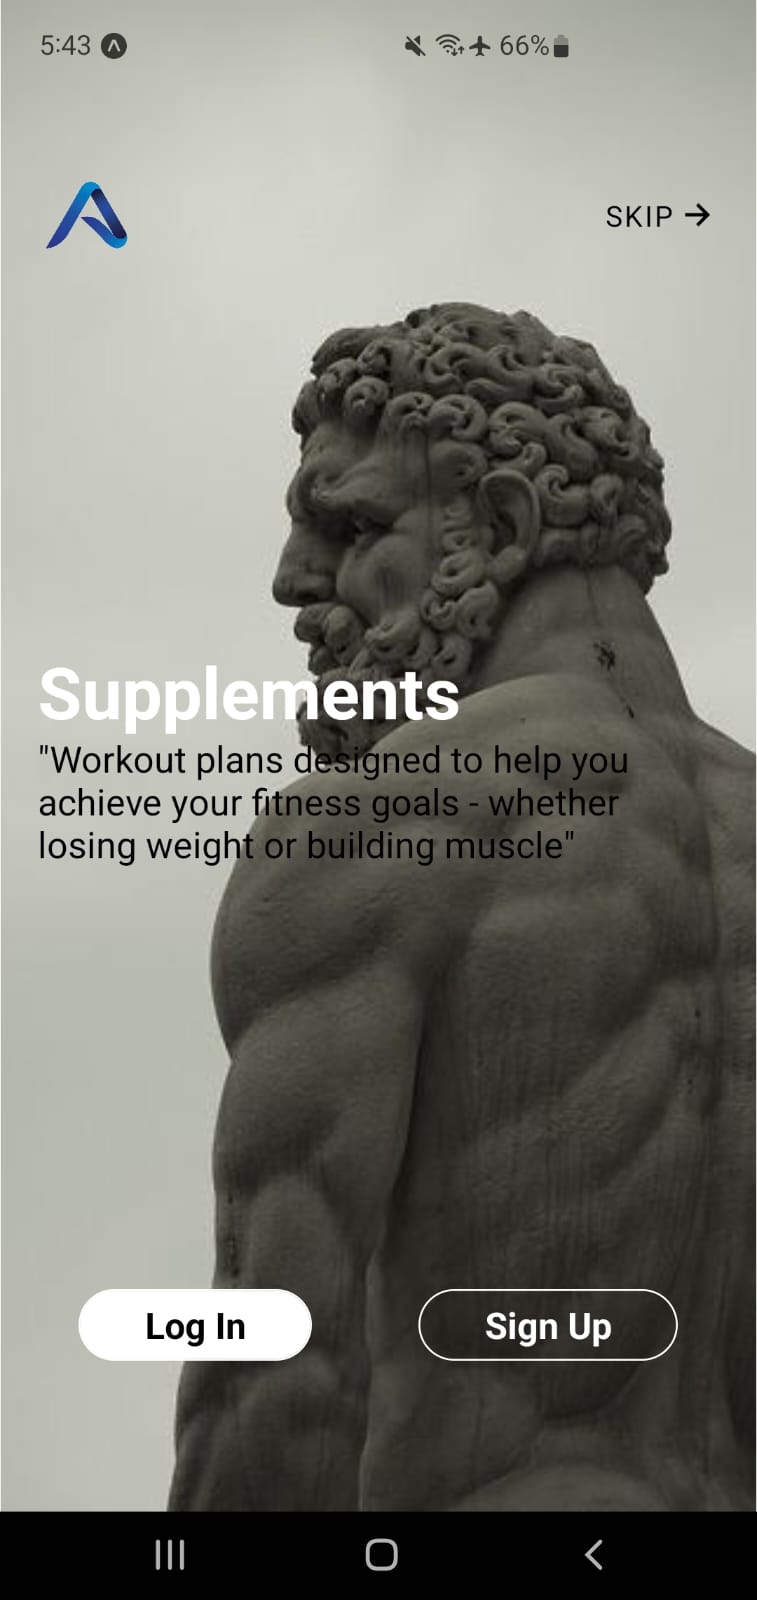 5:43
66%
SKIP →
Supplements
"Workout plans designed to help you
achieve your fitness goals - whether
losing weight or building muscle"
Log In
Sign Up